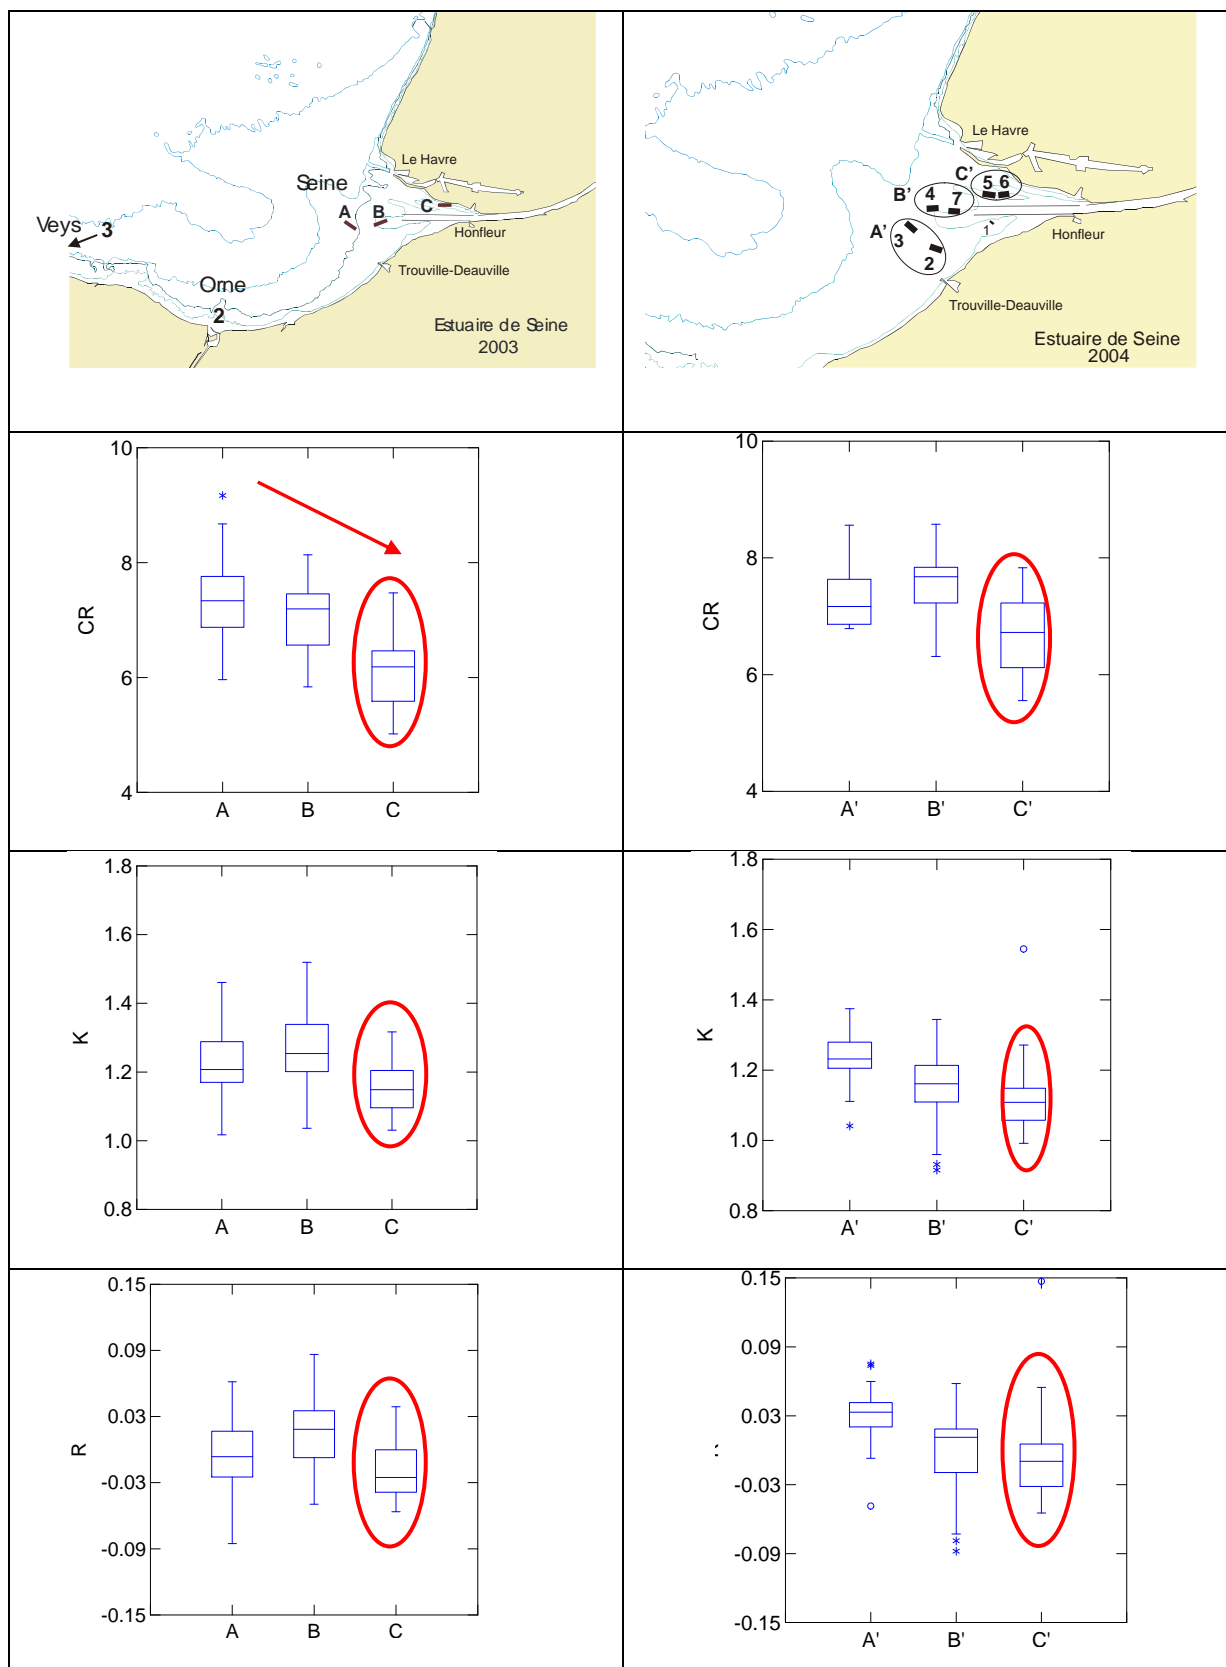 Le Havre
Seine
A
B
C
Veys
3
Honfleur
Trouville-Deauville
Orne
2
Estuaire de Seine
2003
Le Havre
C'
5 6
B'
4
7
A'
3
1
Honfleur
2
Trouville-Deauville
Estuaire de Seine
2004
10
8
6
4
CR
A B C
10
8
6
4
CR
A' B' C'
1.8
1.6
1.4
1.2
1.0
0.8
K
A B C
1.8
1.6
1.4
1.2
1.0
0.8
K
A' B' C'
0.15
0.09
0.03
-0.03
-0.09
-0.15
R
A B C
0.15
0.09
0.03
-0.03
-0.09
-0.15
A' B' C'